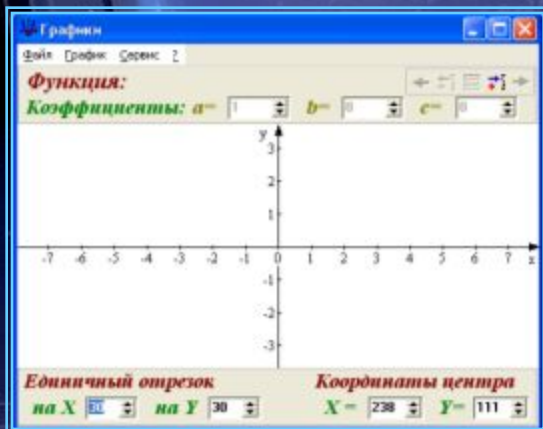 Графики
Файл График Сервис ?
Функция:
Коэффициенты: a= 1 b= 0 c= 0
y
3
2
1
-7 -6 -5 -4 -3 -2 -1 0 1 2 3 4 5 6 7 x
-1
-2
-3
Единичный отрезок Координаты центра
на X 30 на Y 30 X = 238 Y= 111